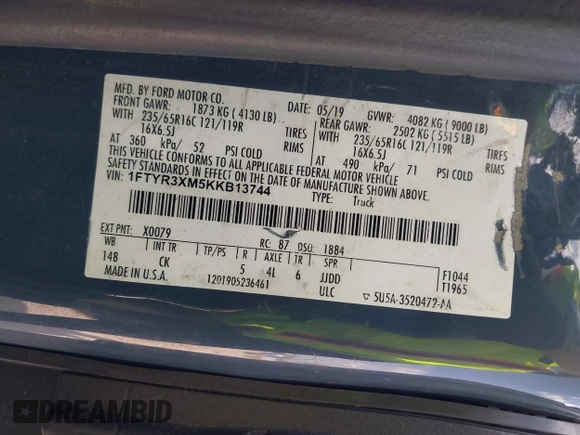 MFD. BY FORD MOTOR CO.
DATE: 05/19 GVWR: 4082 KG (9000 LB)
FRONT GAWR: 1873 KG (4130 LB)
REAR GAWR: 2502 KG (5515 LB)
WITH 235/65R16C 121/119R TIRES
WITH 235/65R16C 121/119R TIRES
16X6.5J RIMS
16X6.5J RIMS
AT 360 kPa/ 52 PSI COLD
AT 490 kPa/ 71 PSI COLD
THIS VEHICLE CONFORMS TO ALL APPLICABLE FEDERAL MOTOR VEHICLE
SAFETY STANDARDS IN EFFECT ON THE DATE OF MANUFACTURE SHOWN ABOVE.
VIN: 1FTYR3XM5KKB13744
TYPE: Truck
EXT PNT: X0079 RC: 87 DSO: 1884
WB INT TR TP/PS R AXLE TR SPR F1044
148 CK 5 4L 6 JJDD T1965
ULC
MADE IN U.S.A. 1201905236461 ▽ 5U5A-3520472-AA
DREAMBID